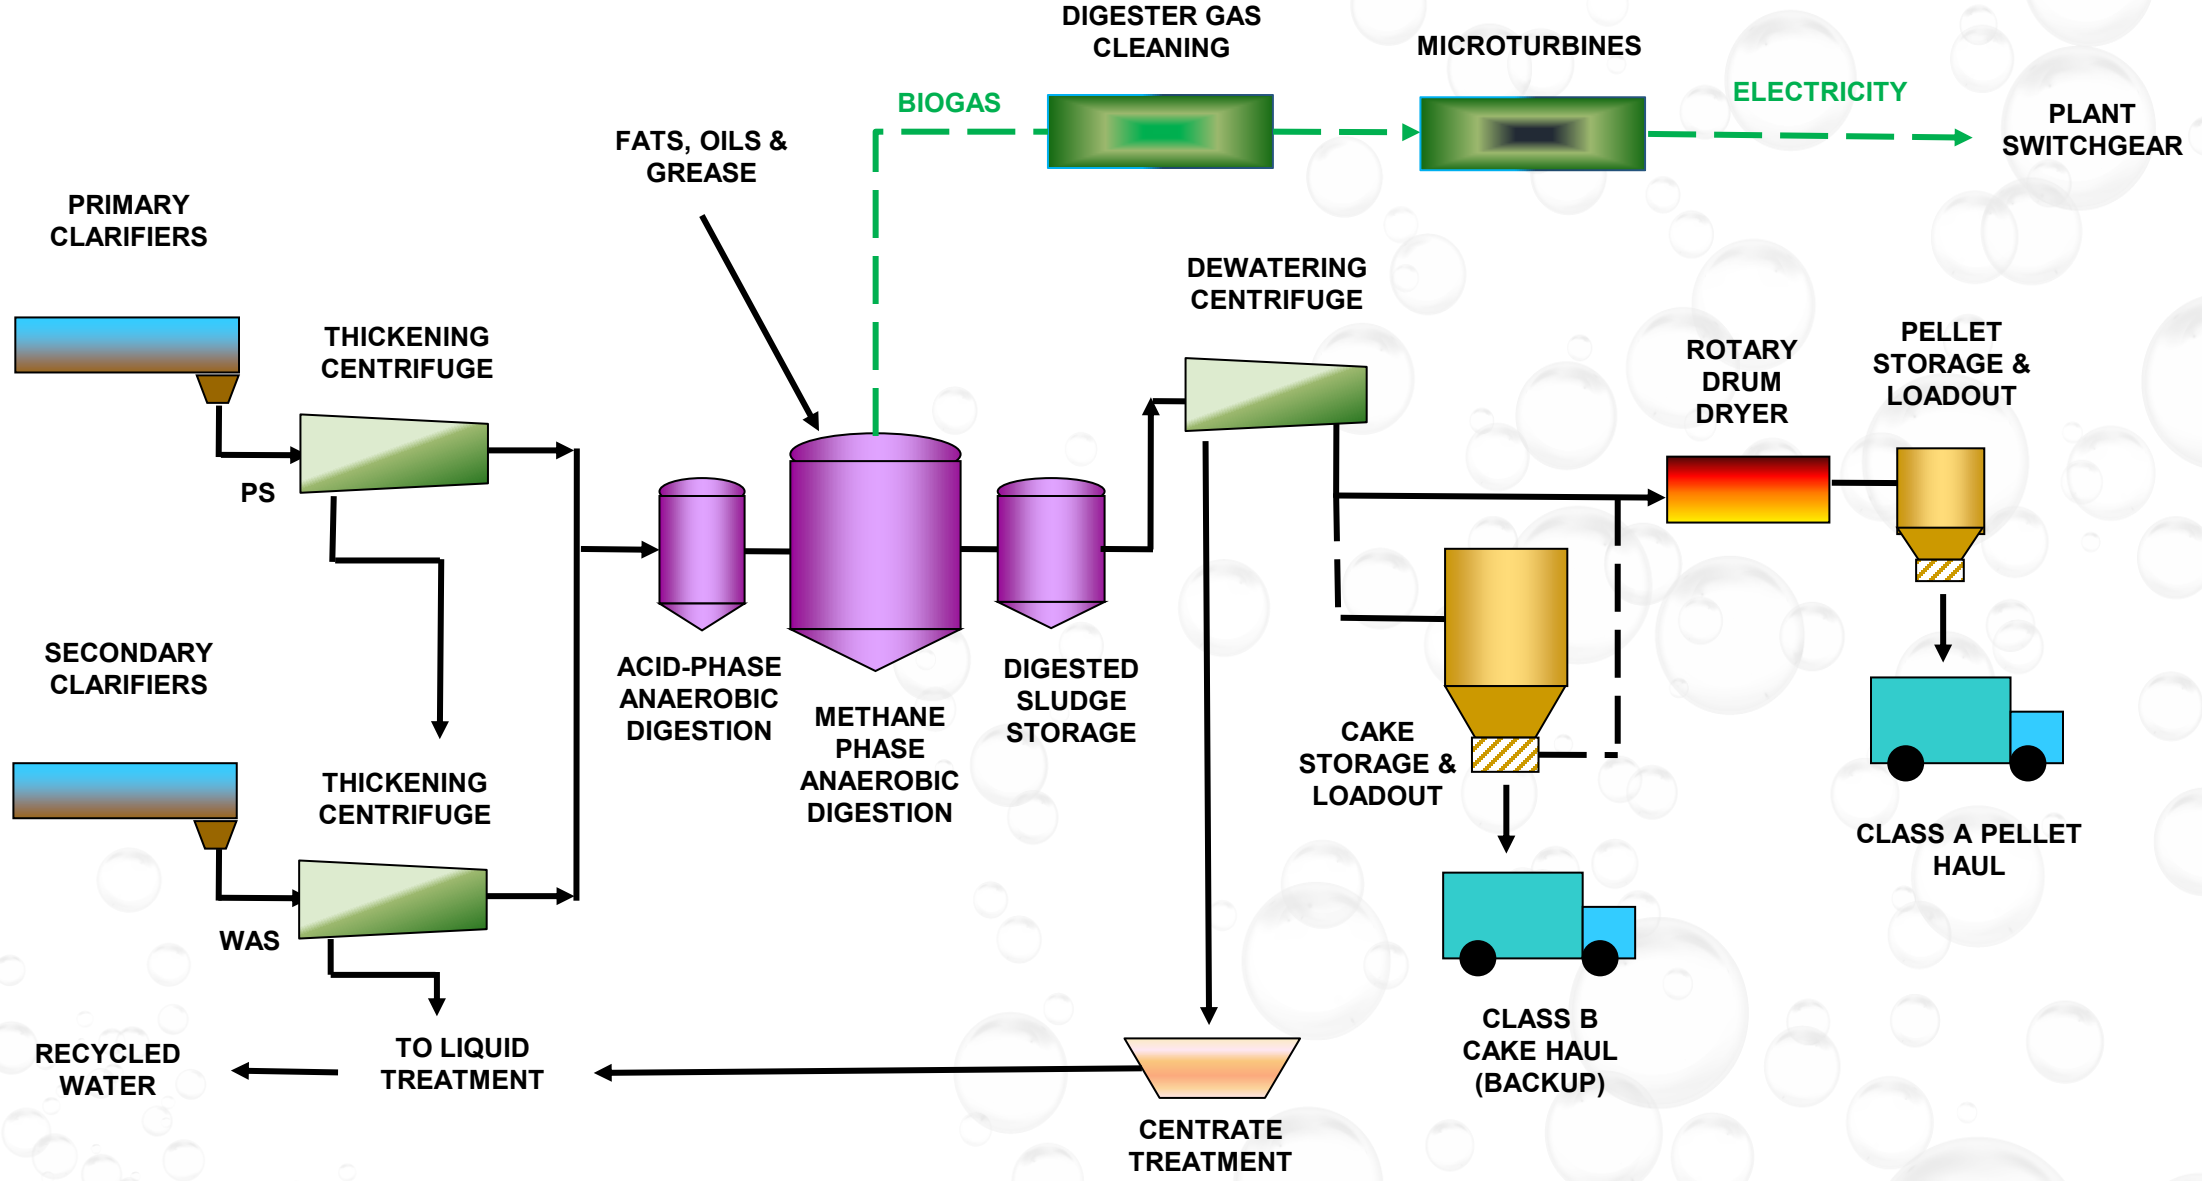 DIGESTER GAS
CLEANING
MICROTURBINES
BIOGAS
ELECTRICITY
PLANT
SWITCHGEAR
FATS, OILS &
GREASE
PRIMARY
CLARIFIERS
THICKENING
CENTRIFUGE
DEWATERING
CENTRIFUGE
ROTARY
DRUM
DRYER
PELLET
STORAGE &
LOADOUT
PS
SECONDARY
CLARIFIERS
ACID-PHASE
ANAEROBIC
DIGESTION
METHANE
PHASE
ANAEROBIC
DIGESTION
DIGESTED
SLUDGE
STORAGE
CAKE
STORAGE &
LOADOUT
THICKENING
CENTRIFUGE
CLASS A PELLET
HAUL
WAS
RECYCLED
WATER
TO LIQUID
TREATMENT
CLASS B
CAKE HAUL
(BACKUP)
CENTRATE
TREATMENT